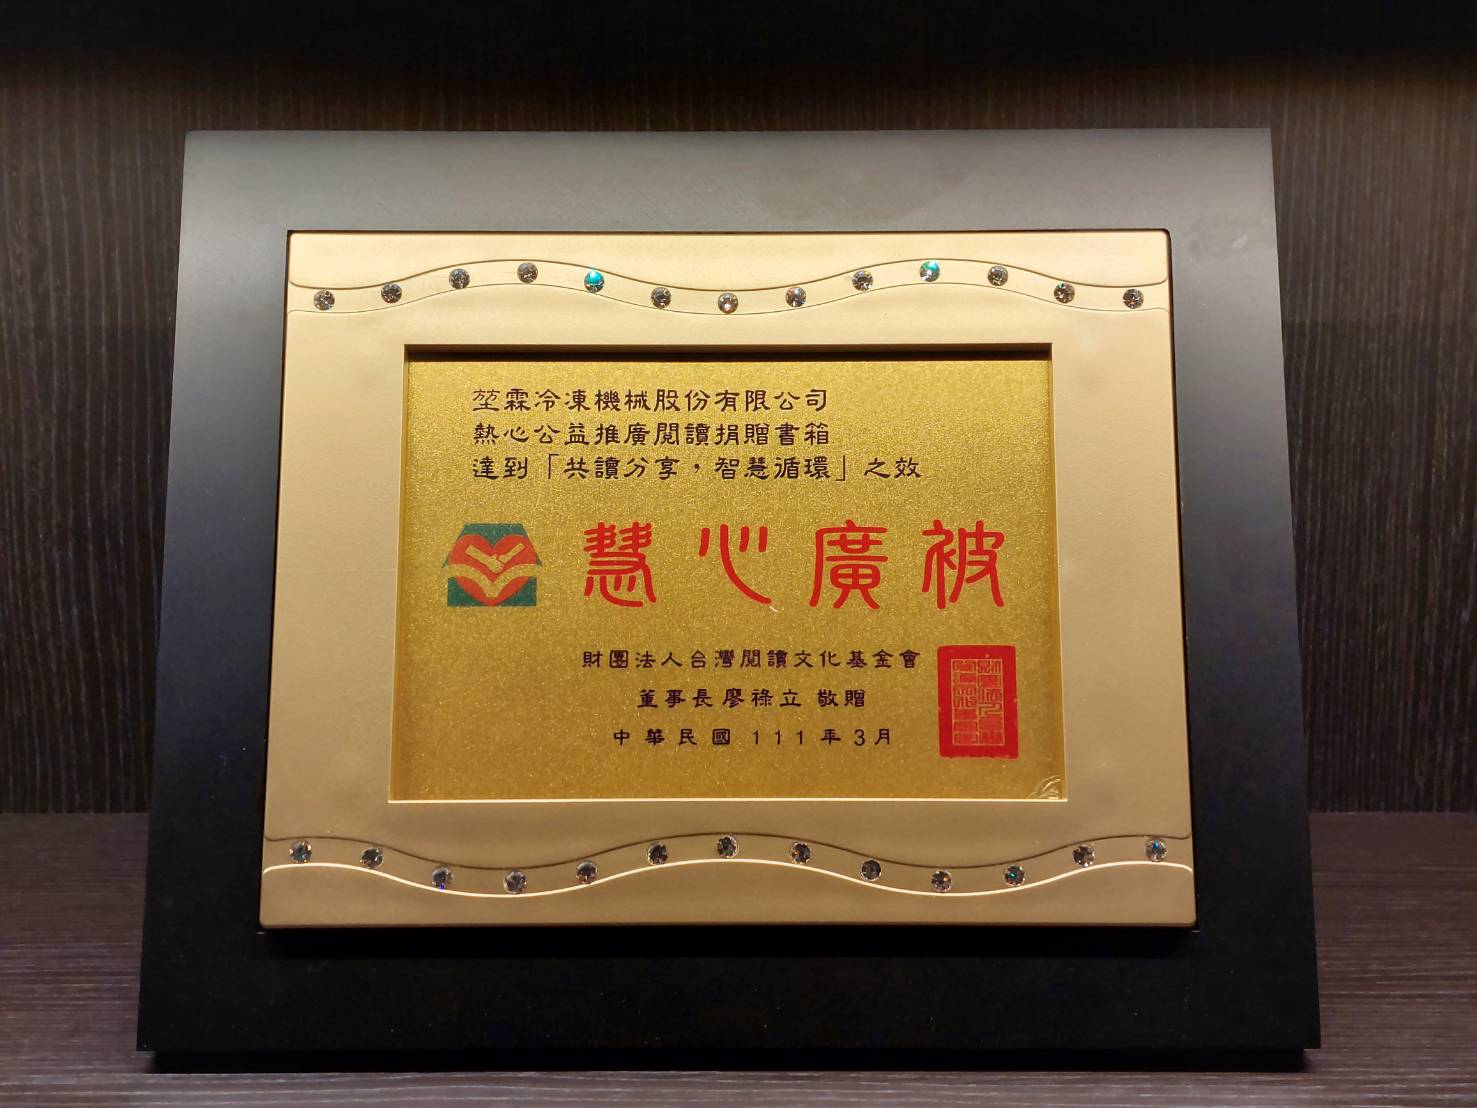 堃霖冷凍機械股份有限公司
熱心公益推廣閱讀捐贈書箱
達到「共讀分享，智慧循環」之效
慧心廣被
財團法人台灣閱讀文化基金會
董事長廖祿立 敬贈
中華民國 111年3月